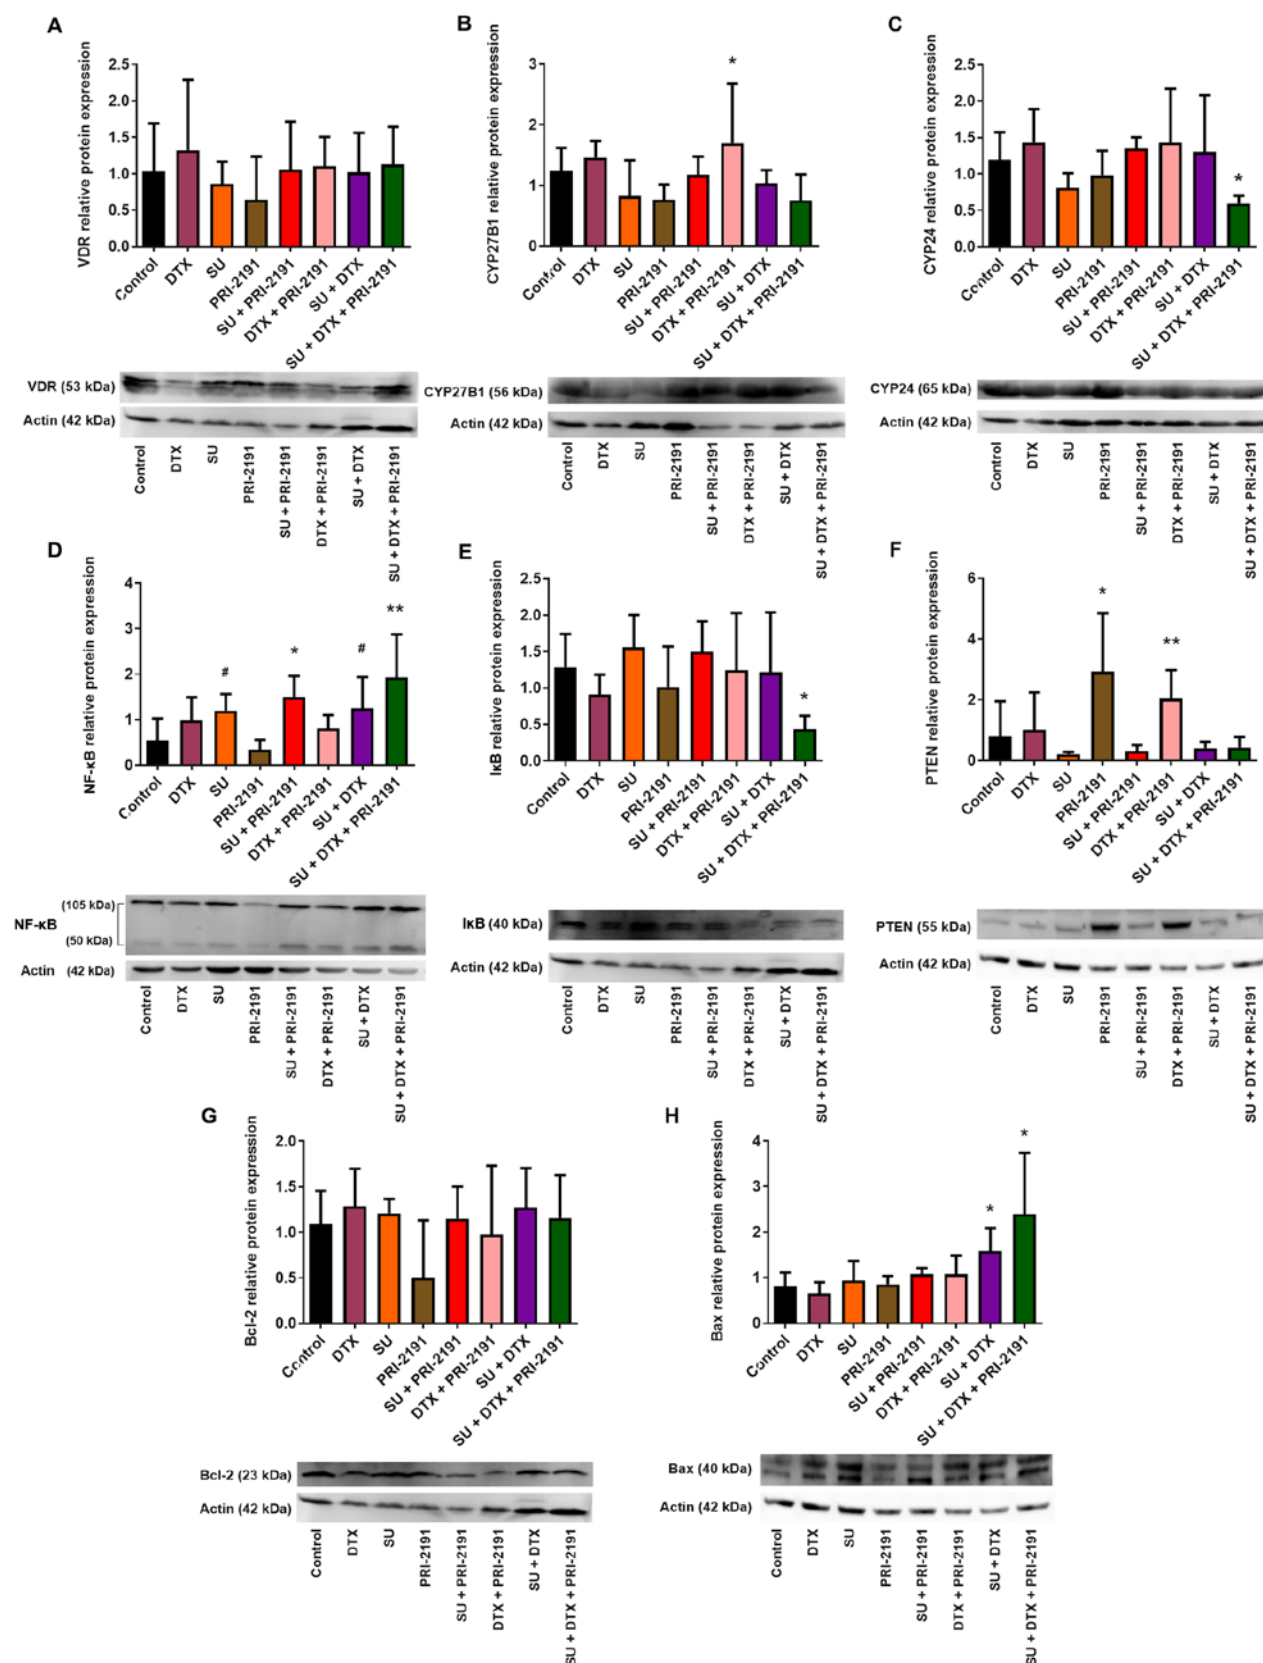 A
VDR relative protein expression
2.5
2.0
1.5
1.0
0.5
0.0
Control
DTX
SU
PRI-2191
SU + PRI-2191
DTX + PRI-2191
SU + DTX
SU + DTX + PRI-2191
VDR (53 kDa)
Actin (42 kDa)
Control
DTX
SU
PRI-2191
SU + PRI-2191
DTX + PRI-2191
SU + DTX
SU + DTX + PRI-2191
B
CYP27B1 relative protein expression
3
2
1
0
*
Control
DTX
SU
PRI-2191
SU + PRI-2191
DTX + PRI-2191
SU + DTX
SU + DTX + PRI-2191
CYP27B1 (56 kDa)
Actin (42 kDa)
Control
DTX
SU
PRI-2191
SU + PRI-2191
DTX + PRI-2191
SU + DTX
SU + DTX + PRI-2191
C
CYP24 relative protein expression
2.5
2.0
1.5
1.0
0.5
0.0
*
Control
DTX
SU
PRI-2191
SU + PRI-2191
DTX + PRI-2191
SU + DTX
SU + DTX + PRI-2191
CYP24 (65 kDa)
Actin (42 kDa)
Control
DTX
SU
PRI-2191
SU + PRI-2191
DTX + PRI-2191
SU + DTX
SU + DTX + PRI-2191
D
NF-κB relative protein expression
4
3
2
1
0
#
*
#
**
Control
DTX
SU
PRI-2191
SU + PRI-2191
DTX + PRI-2191
SU + DTX
SU + DTX + PRI-2191
NF-κB
(105 kDa)
(50 kDa)
Actin (42 kDa)
Control
DTX
SU
PRI-2191
SU + PRI-2191
DTX + PRI-2191
SU + DTX
SU + DTX + PRI-2191
E
IκB relative protein expression
2.5
2.0
1.5
1.0
0.5
0.0
*
Control
DTX
SU
PRI-2191
SU + PRI-2191
DTX + PRI-2191
SU + DTX
SU + DTX + PRI-2191
IκB (40 kDa)
Actin (42 kDa)
Control
DTX
SU
PRI-2191
SU + PRI-2191
DTX + PRI-2191
SU + DTX
SU + DTX + PRI-2191
F
PTEN relative protein expression
6
4
2
0
*
**
Control
DTX
SU
PRI-2191
SU + PRI-2191
DTX + PRI-2191
SU + DTX
SU + DTX + PRI-2191
PTEN (55 kDa)
Actin (42 kDa)
Control
DTX
SU
PRI-2191
SU + PRI-2191
DTX + PRI-2191
SU + DTX
SU + DTX + PRI-2191
G
Bcl-2 relative protein expression
2.0
1.5
1.0
0.5
0.0
Control
DTX
SU
PRI-2191
SU + PRI-2191
DTX + PRI-2191
SU + DTX
SU + DTX + PRI-2191
Bcl-2 (23 kDa)
Actin (42 kDa)
Control
DTX
SU
PRI-2191
SU + PRI-2191
DTX + PRI-2191
SU + DTX
SU + DTX + PRI-2191
H
Bax relative protein expression
4
3
2
1
0
*
*
Control
DTX
SU
PRI-2191
SU + PRI-2191
DTX + PRI-2191
SU + DTX
SU + DTX + PRI-2191
Bax (40 kDa)
Actin (42 kDa)
Control
DTX
SU
PRI-2191
SU + PRI-2191
DTX + PRI-2191
SU + DTX
SU + DTX + PRI-2191